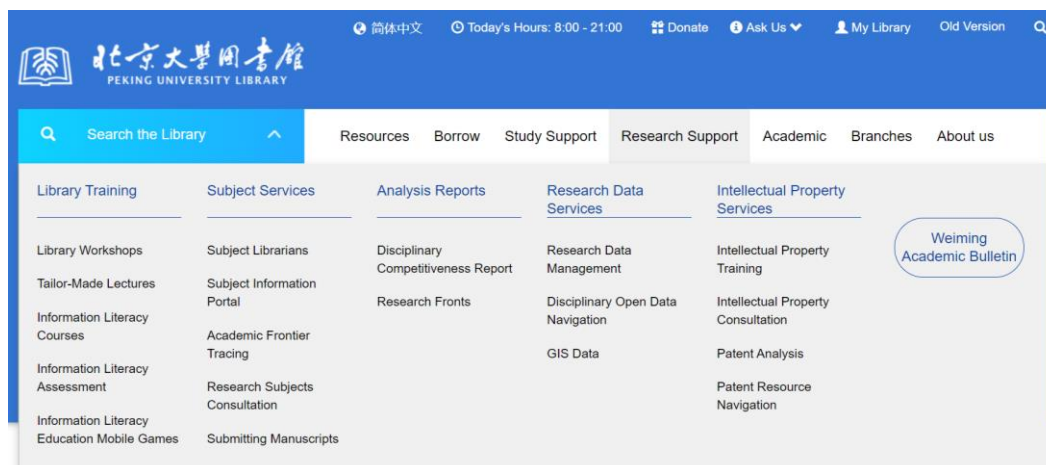 简体中文 Today's Hours: 8:00 - 21:00 Donate Ask Us My Library Old Version
北京大學圖書館
PEKING UNIVERSITY LIBRARY
Search the Library Resources Borrow Study Support Research Support Academic Branches About us
Library Training
Library Workshops
Tailor-Made Lectures
Information Literacy
Courses
Information Literacy
Assessment
Information Literacy
Education Mobile Games
Subject Services
Subject Librarians
Subject Information
Portal
Academic Frontier
Tracing
Research Subjects
Consultation
Submitting Manuscripts
Analysis Reports
Disciplinary
Competitiveness Report
Research Fronts
Research Data
Services
Research Data
Management
Disciplinary Open Data
Navigation
GIS Data
Intellectual Property
Services
Intellectual Property
Training
Intellectual Property
Consultation
Patent Analysis
Patent Resource
Navigation
Weiming
Academic Bulletin